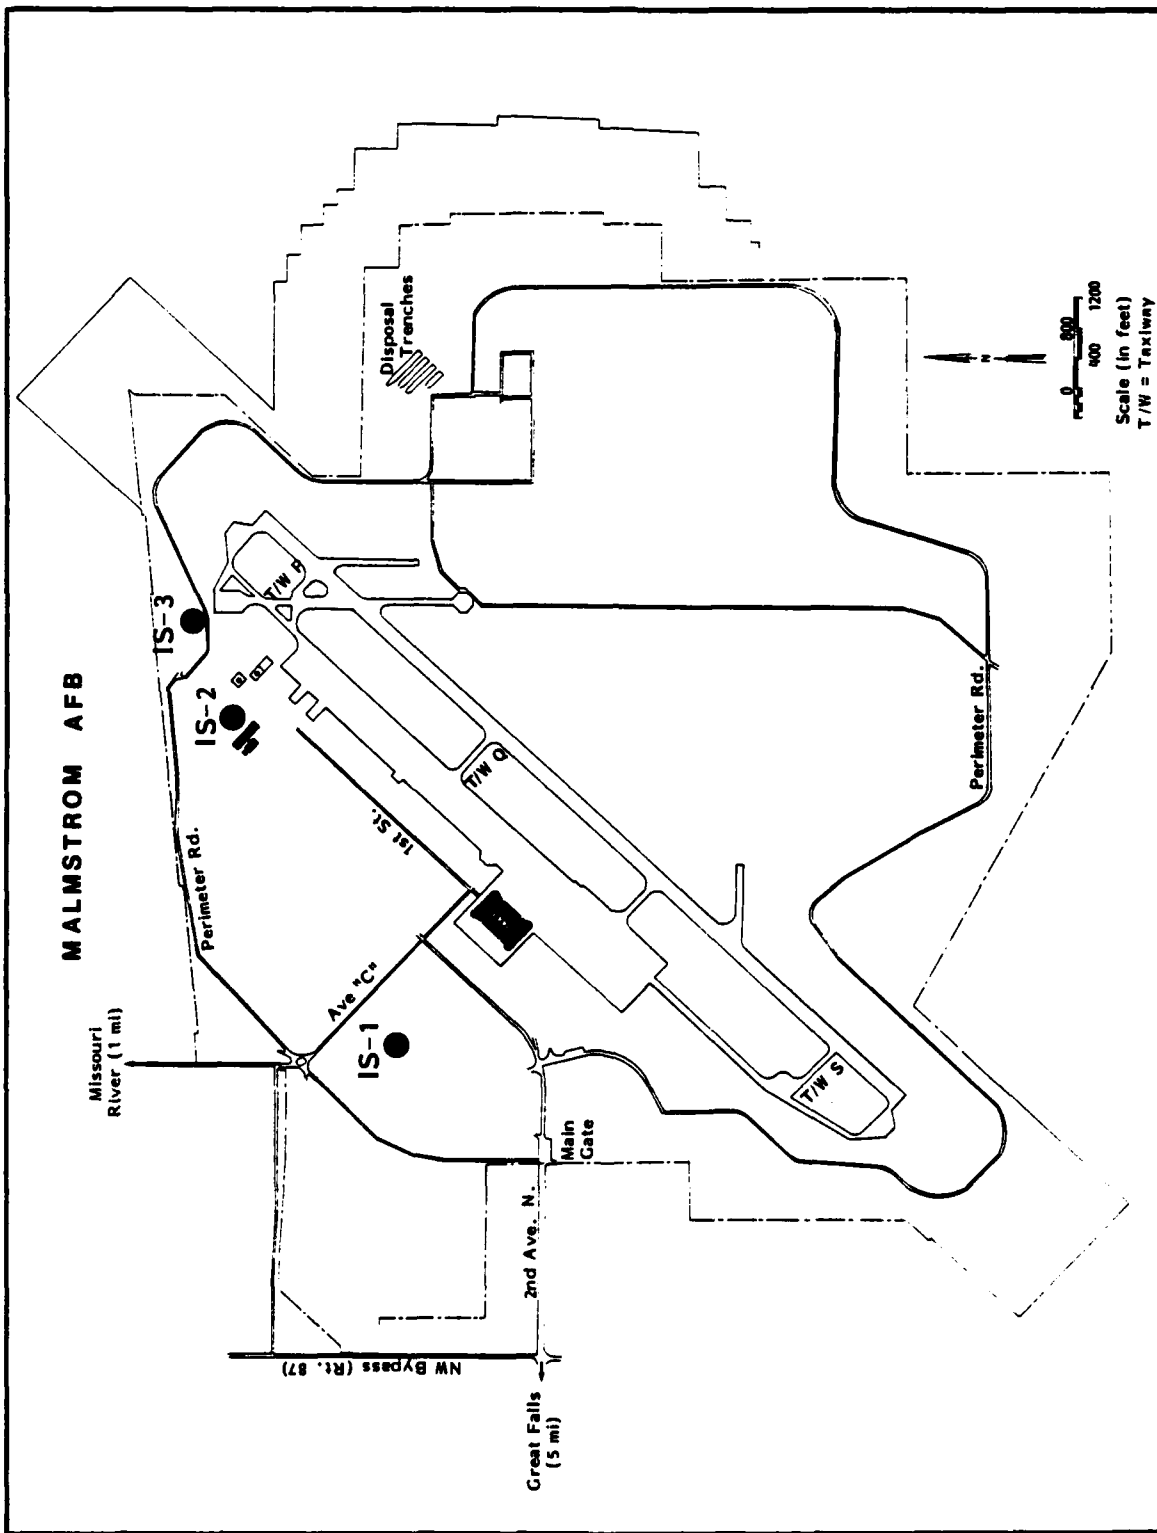 MALMSTROM AFB
Missouri
River (1 mi)
Perimeter Rd.
IS-2
IS-3
Ave "C"
1st St.
IS-1
T/W P
Disposal
Trenches
T/W Q
Main
Gate
2nd Ave. N.
NW Bypass (Rt. 87)
Great Falls
(5 mi)
T/W S
Perimeter Rd.
N
0 800
400 1200
Scale (in feet)
T/W = Taxiway